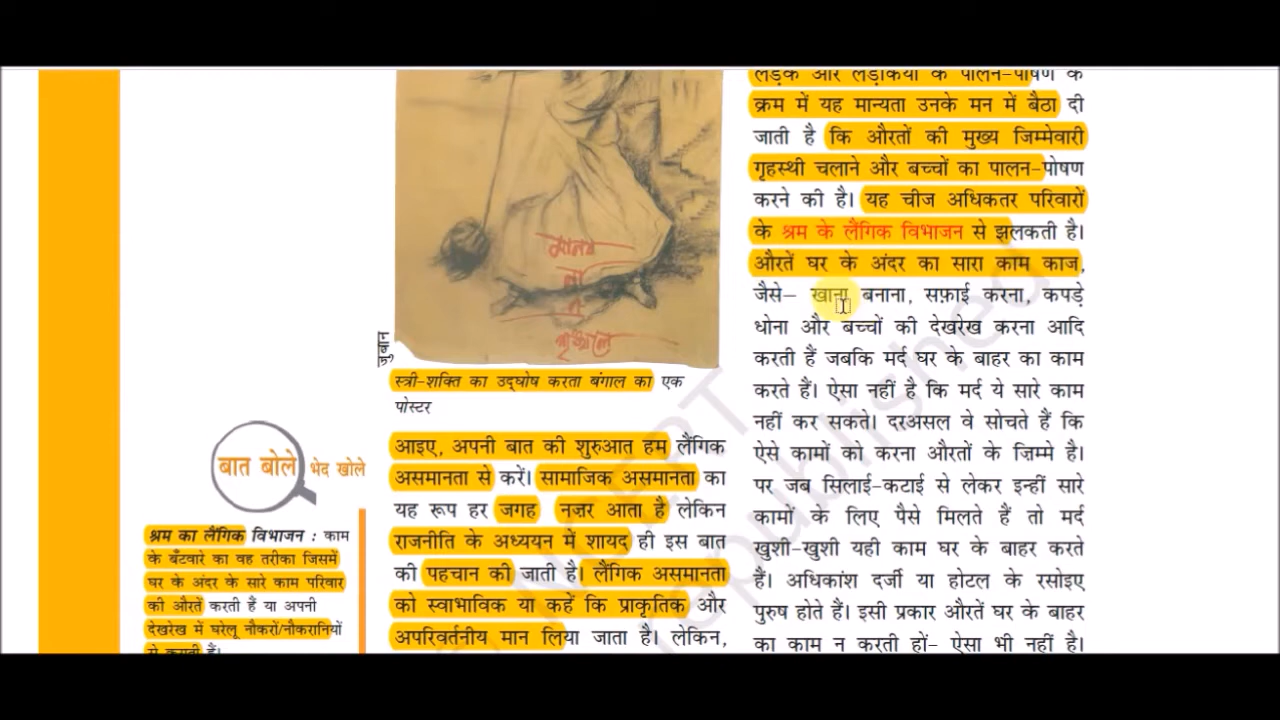 जुबान
स्त्री-शक्ति का उद्घोष करता बंगाल का एक
पोस्टर
आइए, अपनी बात की शुरुआत हम लैंगिक
असमानता से करें। सामाजिक असमानता का
यह रूप हर जगह नज़र आता है लेकिन
राजनीति के अध्ययन में शायद ही इस बात
की पहचान की जाती है। लैंगिक असमानता
को स्वाभाविक या कहें कि प्राकृतिक और
अपरिवर्तनीय मान लिया जाता है। लेकिन,
बात बोले भेद खोले
श्रम का लैंगिक विभाजन : काम
के बँटवारे का वह तरीका जिसमें
घर के अंदर के सारे काम परिवार
की औरतें करती हैं या अपनी
देखरेख में घरेलू नौकरों/नौकरानियों
से कराती हैं।
लड़के और लड़कियों के पालन-पोषण के
क्रम में यह मान्यता उनके मन में बैठा दी
जाती है कि औरतों की मुख्य जिम्मेवारी
गृहस्थी चलाने और बच्चों का पालन-पोषण
करने की है। यह चीज अधिकतर परिवारों
के श्रम के लैंगिक विभाजन से झलकती है।
औरतें घर के अंदर का सारा काम काज,
जैसे– खाना बनाना, सफ़ाई करना, कपड़े
धोना और बच्चों की देखरेख करना आदि
करती हैं जबकि मर्द घर के बाहर का काम
करते हैं। ऐसा नहीं है कि मर्द ये सारे काम
नहीं कर सकते। दरअसल वे सोचते हैं कि
ऐसे कामों को करना औरतों के जिम्मे है।
पर जब सिलाई-कटाई से लेकर इन्हीं सारे
कामों के लिए पैसे मिलते हैं तो मर्द
खुशी-खुशी यही काम घर के बाहर करते
हैं। अधिकांश दर्जी या होटल के रसोइए
पुरुष होते हैं। इसी प्रकार औरतें घर के बाहर
का काम न करती हों– ऐसा भी नहीं है।